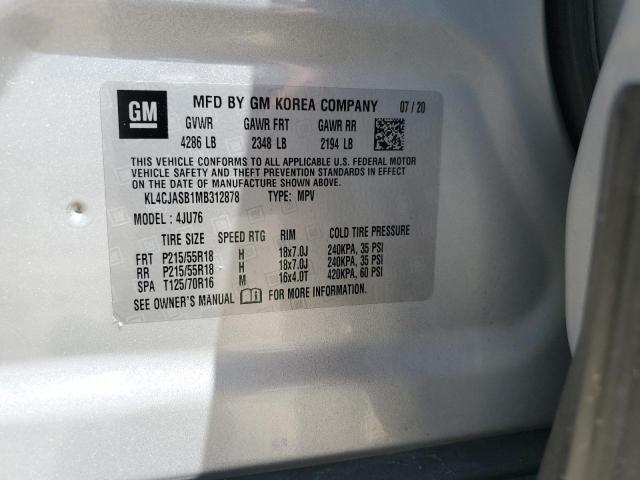 GM MFD BY GM KOREA COMPANY 07 / 20
GVWR GAWR FRT GAWR RR
4286 LB 2348 LB 2194 LB
THIS VEHICLE CONFORMS TO ALL APPLICABLE U.S. FEDERAL MOTOR
VEHICLE SAFETY AND THEFT PREVENTION STANDARDS IN EFFECT ON
THE DATE OF MANUFACTURE SHOWN ABOVE.
KL4CJASB1MB312878 TYPE: MPV
MODEL : 4JU76
TIRE SIZE SPEED RTG RIM COLD TIRE PRESSURE
FRT P215/55R18 H 18x7.0J 240KPA, 35 PSI
RR P215/55R18 H 18x7.0J 240KPA, 35 PSI
SPA T125/70R16 M 16x4.0T 420KPA, 60 PSI
SEE OWNER'S MANUAL FOR MORE INFORMATION.